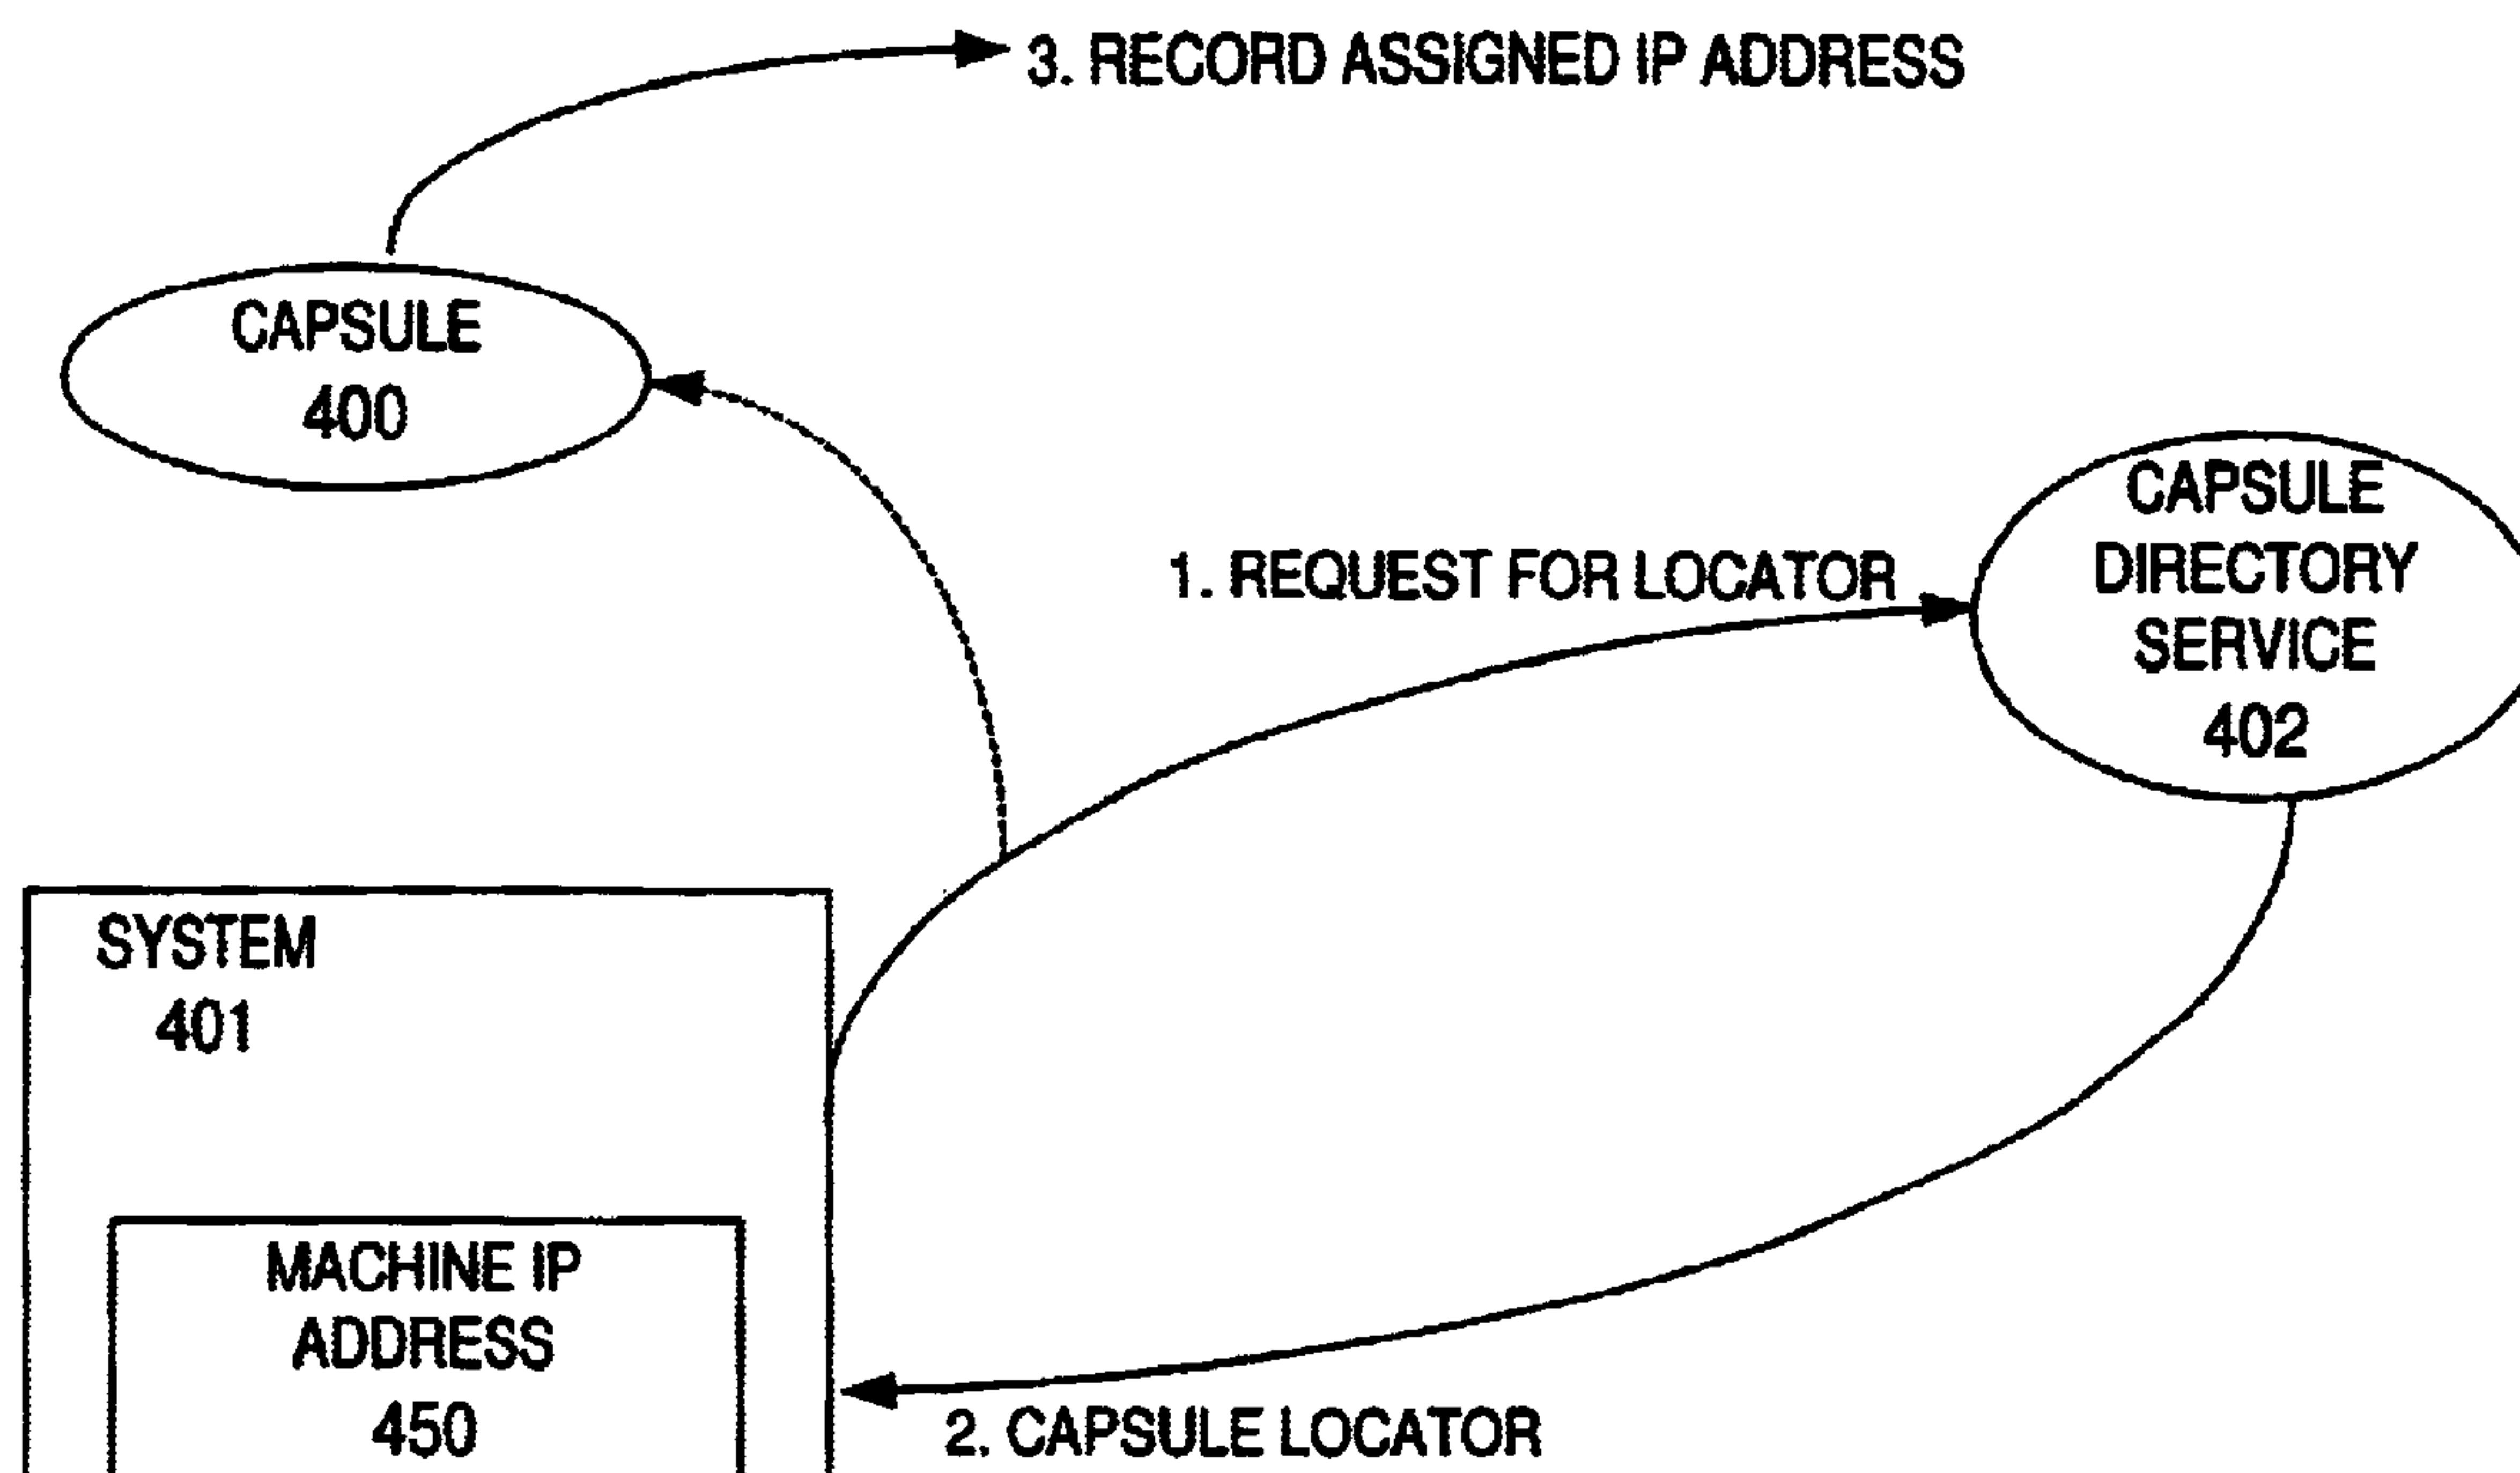 3. RECORD ASSIGNED IP ADDRESS
CAPSULE
400
CAPSULE
DIRECTORY
SERVICE
402
1. REQUEST FOR LOCATOR
SYSTEM
401
MACHINE IP
ADDRESS
450
2. CAPSULE LOCATOR